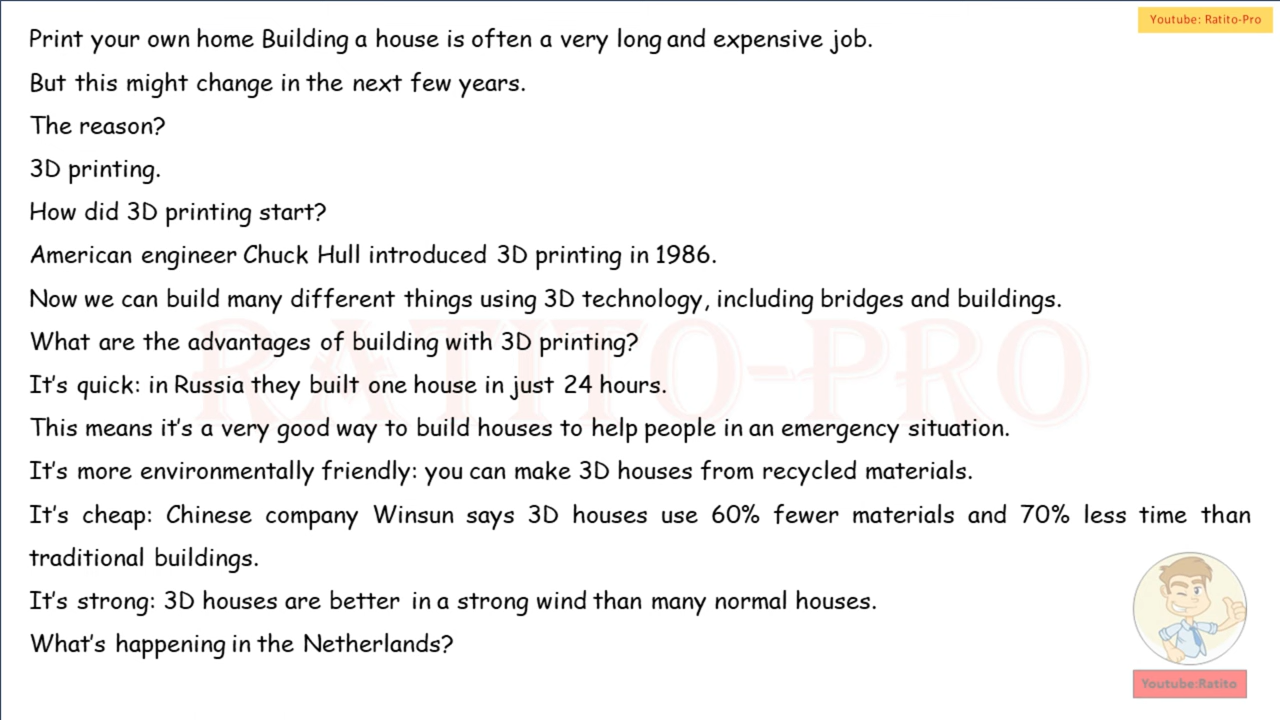 Youtube: Ratito-Pro
Print your own home Building a house is often a very long and expensive job.
But this might change in the next few years.
The reason?
3D printing.
How did 3D printing start?
American engineer Chuck Hull introduced 3D printing in 1986.
Now we can build many different things using 3D technology, including bridges and buildings.
RATITO-PRO
What are the advantages of building with 3D printing?
It's quick: in Russia they built one house in just 24 hours.
This means it's a very good way to build houses to help people in an emergency situation.
It's more environmentally friendly: you can make 3D houses from recycled materials.
It's cheap: Chinese company Winsun says 3D houses use 60% fewer materials and 70% less time than
traditional buildings.
It's strong: 3D houses are better in a strong wind than many normal houses.
What's happening in the Netherlands?
Youtube:Ratito